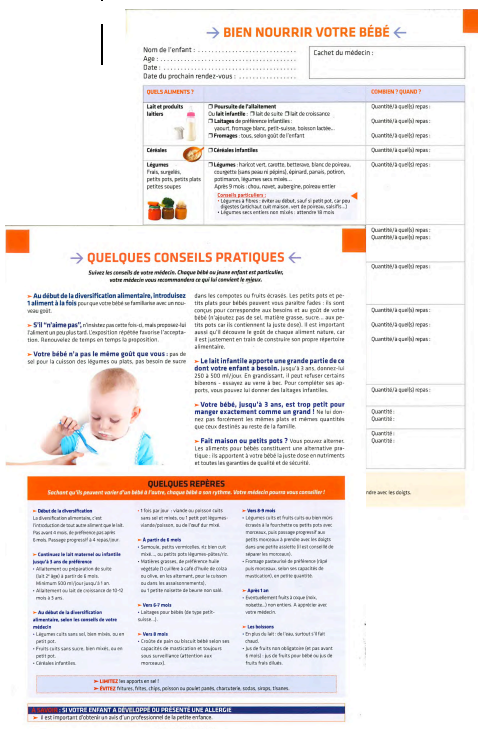 BIEN NOURRIR VOTRE BÉBÉ
Nom de l'enfant :
Age :
Date :
Date du prochain rendez-vous :
Cachet du médecin :
QUELS ALIMENTS ?
COMBIEN ? QUAND ?
Lait et produits
laitiers
❒ Poursuite de l'allaitement
Ou lait infantile : ❒ lait de suite ❒ lait de croissance
❒ Laitages de préférence infantiles :
yaourt, fromage blanc, petit-suisse, boisson lactée..
❒ Fromages : tous, selon goût de l'enfant
Quantité/à quel(s) repas :
Quantité/à quel(s) repas :
Quantité/à quel(s) repas :
Céréales
❒ Céréales infantiles
Quantité/à quel(s) repas :
Légumes
Frais, surgelés,
petits pots, petits plats
petites soupes
❒ Légumes : haricot vert, carotte, betterave, blanc de poireau,
courgette (sans peau ni pépins), épinard, panais, potiron,
potimarron, légumes secs mixés...
Après 9 mois : chou, navet, aubergine, poireau entier
Conseils particuliers :
• Légumes à fibres : éviter au début, sauf si petit pot, car peu
digestes (artichaut cuit maison, vert de poireau, salsifis...)
• Légumes secs entiers non mixés : attendre 18 mois
Quantité/à quel(s) repas :
Quantité/à quel(s) repas :
Quantité/à quel(s) repas :
Quantité/à quel(s) repas :
Quantité/à quel(s) repas :
Quantité/à quel(s) repas :
Quantité/à quel(s) repas :
Quantité/à quel(s) repas :
Quantité :
Quantité :
Quantité :
ndre avec les doigts.
QUELQUES CONSEILS PRATIQUES
Suivez les conseils de votre médecin. Chaque bébé ou jeune enfant est particulier,
votre médecin vous recommandera ce qui lui convient le mieux.
► Au début de la diversification alimentaire, introduisez
1 aliment à la fois pour que votre bébé se familiarise avec un nou-
veau goût.
► S'il "n'aime pas", n'insistez pas cette fois-ci, mais proposez-lui
l'aliment un peu plus tard. L'exposition répétée favorise l'accepta-
tion. Renouvelez de temps en temps la proposition.
► Votre bébé n'a pas le même goût que vous : pas de
sel pour la cuisson des légumes ou plats, pas besoin de sucre
dans les compotes ou fruits écrasés. Les petits pots et pe-
tits plats pour bébés peuvent vous paraître fades : ils sont
conçus pour correspondre aux besoins et au goût de votre
bébé (n'ajoutez pas de sel, matière grasse, sucre... aux pe-
tits pots car ils contiennent la juste dose). Il est important
aussi qu'il découvre le goût de chaque aliment nature, car
il est justement en train de construire son propre répertoire
alimentaire.
► Le lait infantile apporte une grande partie de ce
dont votre enfant a besoin. Jusqu'à 3 ans, donnez-lui
250 à 500 ml/jour. En grandissant, il peut refuser certains
biberons - essayez au verre à bec. Pour compléter ses ap-
ports, vous pouvez lui donner des laitages infantiles.
► Votre bébé, jusqu'à 3 ans, est trop petit pour
manger exactement comme un grand ! Ne lui don-
nez pas forcément les mêmes plats et mêmes quantités
que ceux destinés au reste de la famille.
► Fait maison ou petits pots ? Vous pouvez alterner.
Les aliments pour bébés constituent une alternative pra-
tique : ils apportent à votre bébé la juste dose en nutriments
et toutes les garanties de qualité et de sécurité.
QUELQUES REPÈRES
Sachant qu'ils peuvent varier d'un bébé à l'autre, chaque bébé a son rythme. Votre médecin pourra vous conseiller !
► Début de la diversification
La diversification alimentaire, c'est
l'introduction de tout autre aliment que le lait.
Pas avant 4 mois, de préférence pas après
6 mois. Passage progressif à 4 repas/jour.
► Continuez le lait maternel ou infantile
jusqu'à 3 ans de préférence
• Allaitement ou préparation de suite
(lait 2e âge) à partir de 6 mois.
Minimum 500 ml/jour jusqu'à 1 an.
• Allaitement ou lait de croissance de 10-12
mois à 3 ans.
► Au début de la diversification
alimentaire, selon les conseils de votre
médecin
• Légumes cuits sans sel, bien mixés, ou en
petit pot.
• Fruits cuits sans sucre, bien mixés, ou en
petit pot.
• Céréales infantiles.
• 1 fois par jour : viande ou poisson cuits
sans sel et mixés, ou 1 petit pot légumes-
viande/poisson, ou de l'œuf dur mixé.
► À partir de 6 mois
• Semoule, petits vermicelles, riz bien cuit
mixé... ou petits pots légumes-pâtes/riz.
• Matières grasses, de préférence huile
végétale (1 cuillère à café d'huile de colza
ou olive, en les alternant, pour la cuisson
ou dans les assaisonnements),
ou 1 petite noisette de beurre non salé.
► Vers 6-7 mois
• Laitages pour bébés (de type petit-
suisse...).
► Vers 8 mois
• Croûte de pain ou biscuit bébé selon ses
capacités de mastication et toujours
sous surveillance (attention aux
morceaux).
► Vers 8-9 mois
• Légumes cuits et fruits cuits ou bien mûrs
écrasés à la fourchette ou petits pots avec
morceaux, puis passage progressif aux
petits morceaux à prendre avec les doigts
dans une petite assiette (il est conseillé de
séparer les morceaux).
• Fromage pasteurisé de préférence (râpé
puis morceaux, selon ses capacités de
mastication), en petite quantité.
► Après 1 an
• Éventuellement fruits à coque (noix,
noisette...) non entiers. A apprécier avec
votre médecin.
► Les boissons
• En plus du lait : de l'eau, surtout s'il fait
chaud.
• Jus de fruits non obligatoire (et pas avant
6 mois) : jus de fruits pour bébé ou jus de
fruits frais dilués.
► LIMITEZ les apports en sel !
► ÉVITEZ fritures, frites, chips, poisson ou poulet panés, charcuterie, sodas, sirops, tisanes.
À SAVOIR : SI VOTRE ENFANT A DÉVELOPPÉ OU PRÉSENTE UNE ALLERGIE
► Il est important d'obtenir un avis d'un professionnel de la petite enfance.